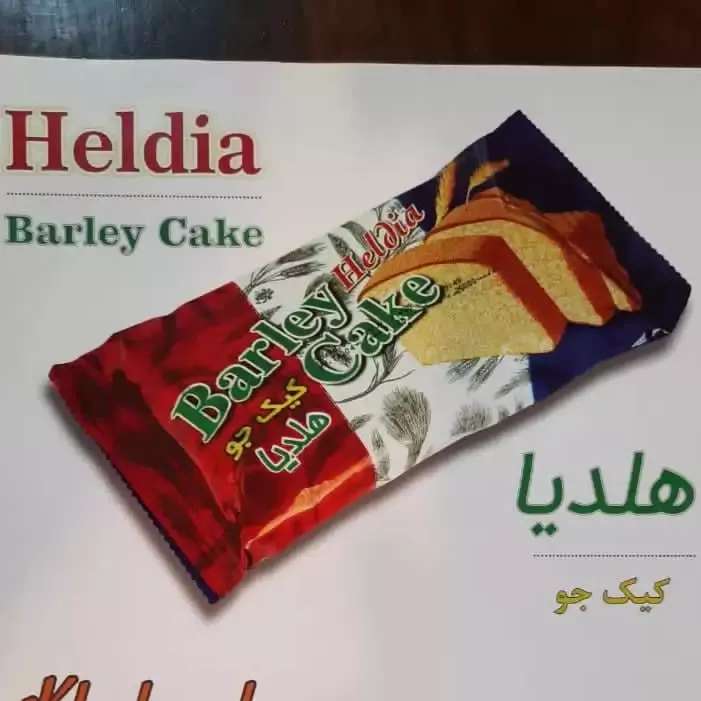 Heldia
Barley Cake
Heldia
Barley
Cake
کیک جو
هلدیا
هلدیا
کیک جو